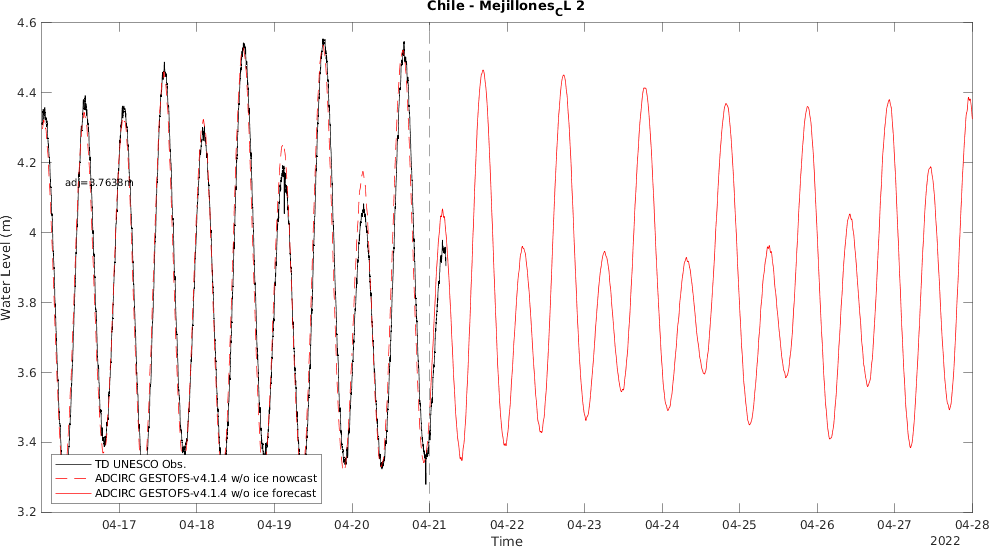 Chile - Mejillones_CL 2
4.6
4.4
4.2
4
3.8
3.6
3.4
3.2
Water Level (m)
adj=3.7638m
TD UNESCO Obs.
ADCIRC GESTOFS-v4.1.4 w/o ice nowcast
ADCIRC GESTOFS-v4.1.4 w/o ice forecast
04-17 04-18 04-19 04-20 04-21 04-22 04-23 04-24 04-25 04-26 04-27 04-28
Time
2022